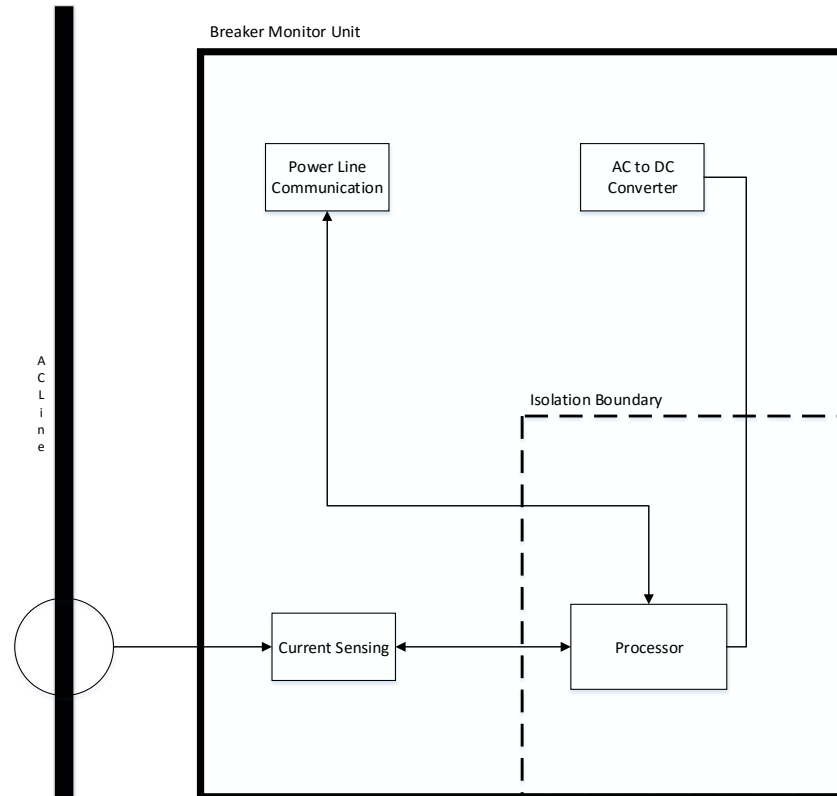 Breaker Monitor Unit
Power Line
Communication
AC to DC
Converter
A
C
L
i
n
e
Isolation Boundary
Current Sensing
Processor